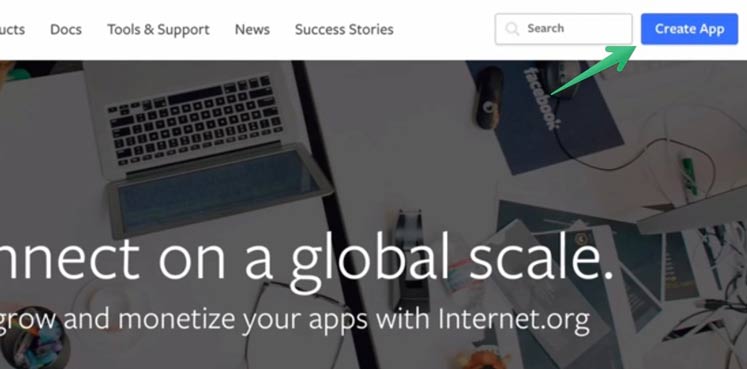 ucts Docs Tools & Support News Success Stories Search Create App
facebook
nnect on a global scale.
grow and monetize your apps with Internet.org